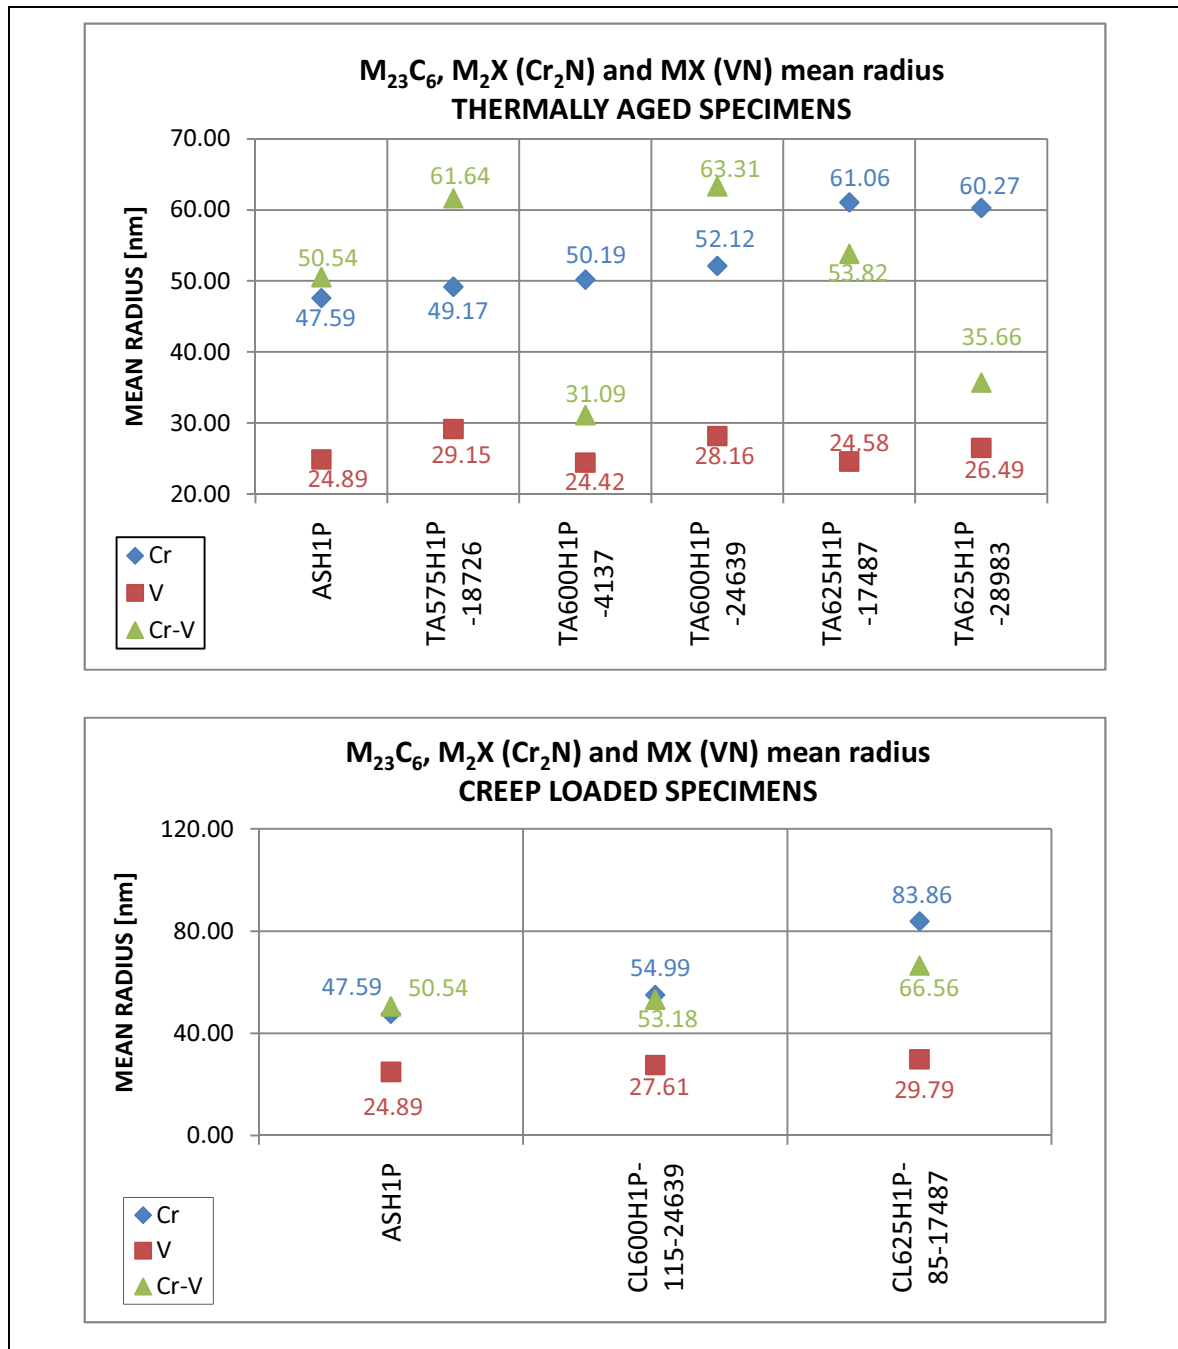 M₂₃C₆, M₂X (Cr₂N) and MX (VN) mean radius
THERMALLY AGED SPECIMENS
MEAN RADIUS [nm]
70.00
60.00
50.00
40.00
30.00
20.00
50.54
47.59
24.89
61.64
49.17
29.15
50.19
31.09
24.42
63.31
52.12
28.16
61.06
53.82
24.58
60.27
35.66
26.49
ASH1P
TA575H1P
-18726
TA600H1P
-4137
TA600H1P
-24639
TA625H1P
-17487
TA625H1P
-28983
Cr
V
Cr-V
M₂₃C₆, M₂X (Cr₂N) and MX (VN) mean radius
CREEP LOADED SPECIMENS
MEAN RADIUS [nm]
120.00
80.00
40.00
0.00
47.59
50.54
24.89
54.99
53.18
27.61
83.86
66.56
29.79
ASH1P
CL600H1P-
115-24639
CL625H1P-
85-17487
Cr
V
Cr-V